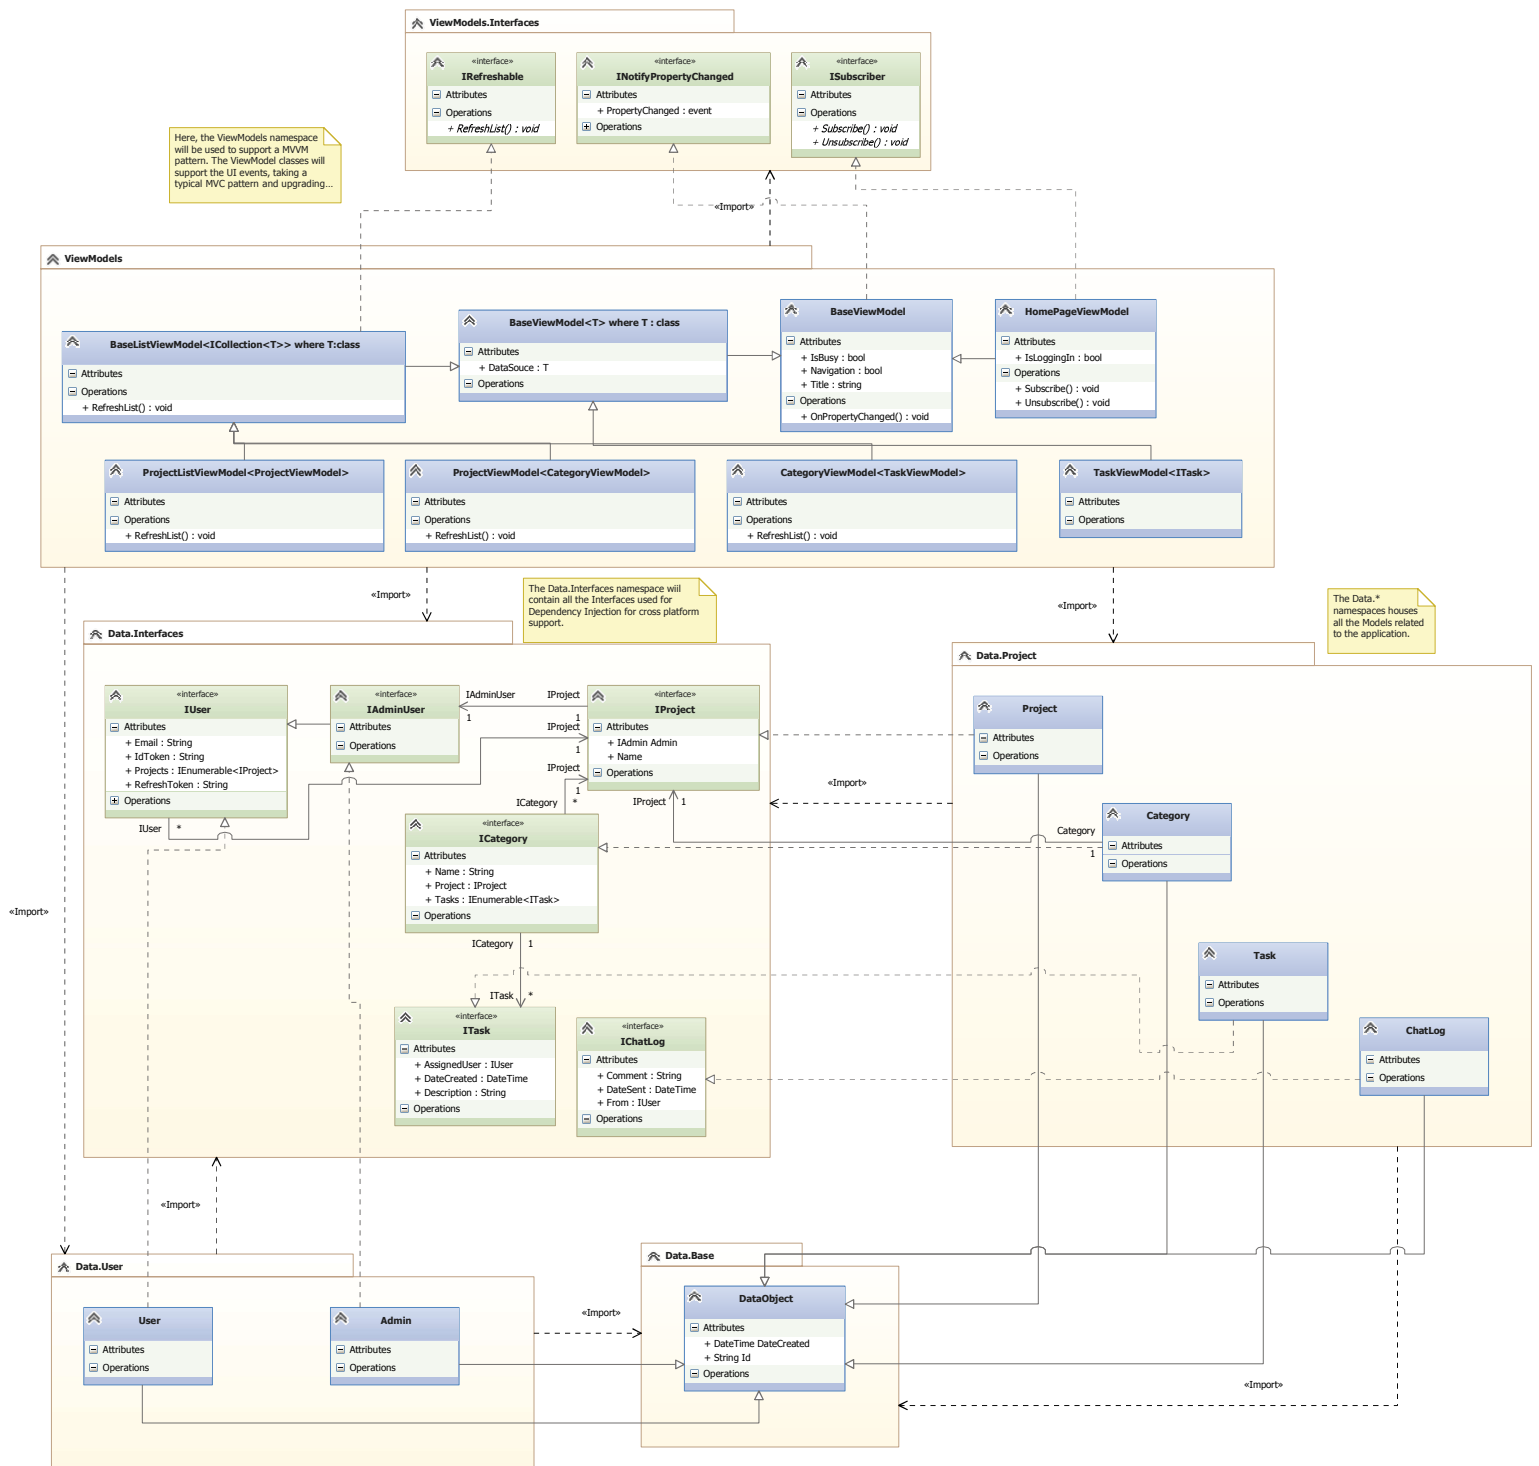 ViewModels.Interfaces
«interface»
IRefreshable
Attributes
Operations
+ RefreshList() : void
«interface»
INotifyPropertyChanged
Attributes
+ PropertyChanged : event
Operations
«interface»
ISubscriber
Attributes
Operations
+ Subscribe() : void
+ Unsubscribe() : void
Here, the ViewModels namespace
will be used to support a MVVM
pattern. The ViewModel classes will
support the UI events, taking a
typical MVC pattern and upgrading...
«Import»
ViewModels
BaseListViewModel<ICollection<T>> where T:class
Attributes
Operations
+ RefreshList() : void
BaseViewModel<T> where T : class
Attributes
+ DataSouce : T
Operations
BaseViewModel
Attributes
+ IsBusy : bool
+ Navigation : bool
+ Title : string
Operations
+ OnPropertyChanged() : void
HomePageViewModel
Attributes
+ IsLoggingIn : bool
Operations
+ Subscribe() : void
+ Unsubscribe() : void
ProjectListViewModel<ProjectViewModel>
Attributes
Operations
+ RefreshList() : void
ProjectViewModel<CategoryViewModel>
Attributes
Operations
+ RefreshList() : void
CategoryViewModel<TaskViewModel>
Attributes
Operations
+ RefreshList() : void
TaskViewModel<ITask>
Attributes
Operations
«Import»
The Data.Interfaces namespace wiil
contain all the Interfaces used for
Dependency Injection for cross platform
support.
«Import»
The Data.*
namespaces houses
all the Models related
to the application.
Data.Interfaces
«interface»
IUser
Attributes
+ Email : String
+ IdToken : String
+ Projects : IEnumerable<IProject>
+ RefreshToken : String
Operations
«interface»
IAdminUser
Attributes
Operations
IAdminUser
1
IProject
1
IProject
1
IProject
1
«interface»
IProject
Attributes
+ IAdmin Admin
+ Name
Operations
IUser
*
ICategory
*
IProject
1
«interface»
ICategory
Attributes
+ Name : String
+ Project : IProject
+ Tasks : IEnumerable<ITask>
Operations
ICategory
1
ITask
*
«interface»
ITask
Attributes
+ AssignedUser : IUser
+ DateCreated : DateTime
+ Description : String
Operations
«interface»
IChatLog
Attributes
+ Comment : String
+ DateSent : DateTime
+ From : IUser
Operations
«Import»
Data.Project
Project
Attributes
Operations
Category
1
Category
Attributes
Operations
Task
Attributes
Operations
ChatLog
Attributes
Operations
«Import»
«Import»
Data.User
User
Attributes
Operations
Admin
Attributes
Operations
«Import»
Data.Base
DataObject
Attributes
+ DateTime DateCreated
+ String Id
Operations
«Import»